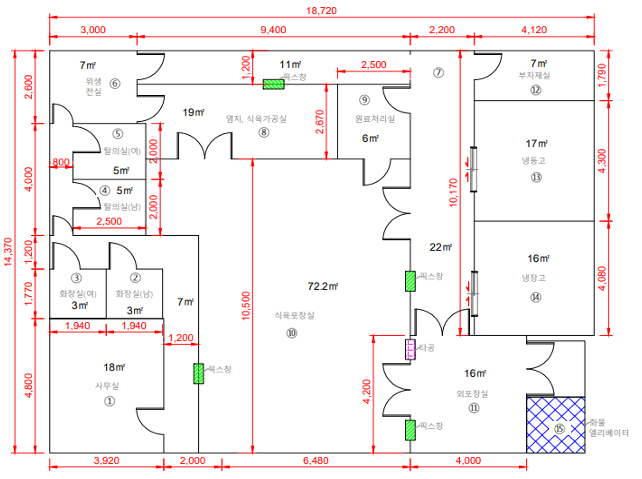 18,720
3,000
9,400
2,200
4,120
7㎡
위생
전실
⑥
1,200
11㎡
픽스창
2,500
⑦
7㎡
부자재실
⑫
1,790
2,600
19㎡
염지, 식육가공실
⑧
2,670
⑨
원료처리실
6㎡
⑤
탈의실(여)
5㎡
2,000
800
17㎡
냉동고
⑬
4,300
4,000
④
5㎡
탈의실(남)
2,500
2,000
10,170
14,370
1,200
22㎡
16㎡
냉장고
⑭
4,080
③
화장실(여)
3㎡
②
화장실(남)
3㎡
7㎡
1,770
72.2㎡
식육포장실
⑩
10,500
픽스창
1,940
1,940
1,200
타공
18㎡
사무실
①
4,800
픽스창
4,200
16㎡
외포장실
⑪
픽스창
⑮
화물
엘리베이터
3,920
2,000
6,480
4,000